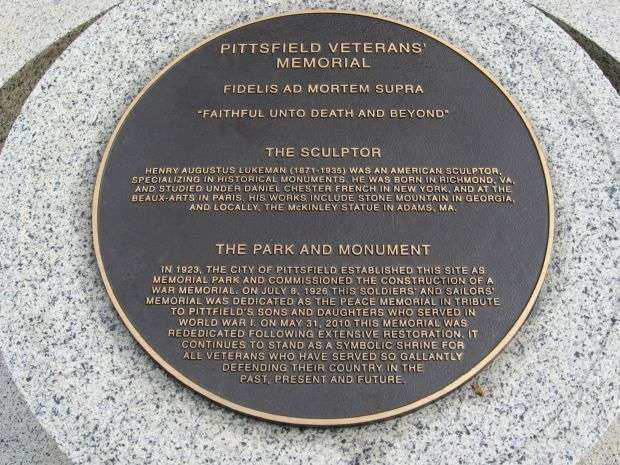 PITTSFIELD VETERANS'
MEMORIAL
FIDELIS AD MORTEM SUPRA
"FAITHFUL UNTO DEATH AND BEYOND"
THE SCULPTOR
HENRY AUGUSTUS LUKEMAN (1871-1935) WAS AN AMERICAN SCULPTOR,
SPECIALIZING IN HISTORICAL MONUMENTS. HE WAS BORN IN RICHMOND, VA.
AND STUDIED UNDER DANIEL CHESTER FRENCH IN NEW YORK, AND AT THE
BEAUX-ARTS IN PARIS. HIS WORKS INCLUDE STONE MOUNTAIN IN GEORGIA,
AND LOCALLY, THE McKINLEY STATUE IN ADAMS, MA.
THE PARK AND MONUMENT
IN 1923, THE CITY OF PITTSFIELD ESTABLISHED THIS SITE AS
MEMORIAL PARK AND COMMISSIONED THE CONSTRUCTION OF A
WAR MEMORIAL. ON JULY 8, 1926 THIS SOLDIERS' AND SAILORS'
MEMORIAL WAS DEDICATED AS THE PEACE MEMORIAL IN TRIBUTE
TO PITTFIELD'S SONS AND DAUGHTERS WHO SERVED IN
WORLD WAR I. ON MAY 31, 2010 THIS MEMORIAL WAS
REDEDICATED FOLLOWING EXTENSIVE RESTORATION. IT
CONTINUES TO STAND AS A SYMBOLIC SHRINE FOR
ALL VETERANS WHO HAVE SERVED SO GALLANTLY
DEFENDING THEIR COUNTRY IN THE
PAST, PRESENT AND FUTURE.